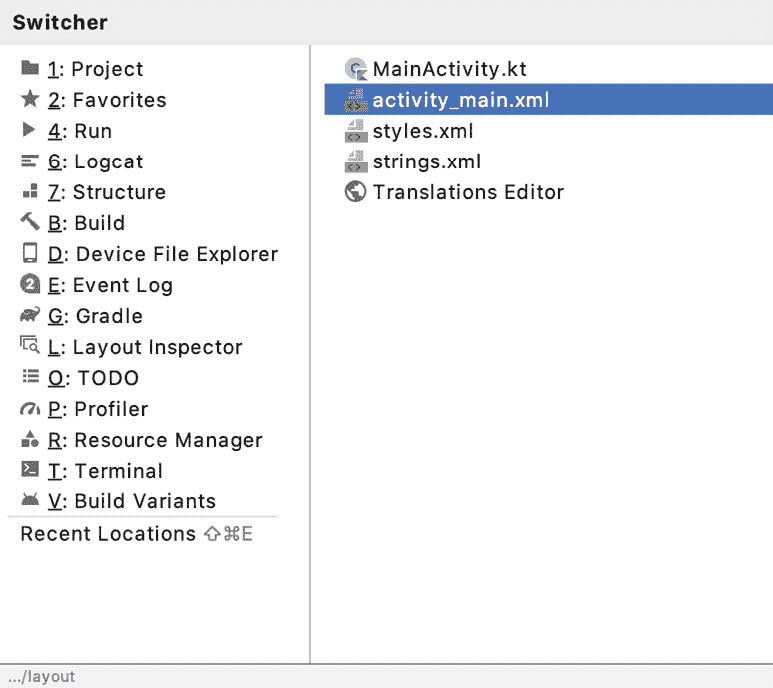 Switcher
1: Project
2: Favorites
4: Run
6: Logcat
7: Structure
B: Build
D: Device File Explorer
E: Event Log
G: Gradle
L: Layout Inspector
O: TODO
P: Profiler
R: Resource Manager
T: Terminal
V: Build Variants
Recent Locations ⇧⌘E
MainActivity.kt
activity_main.xml
styles.xml
strings.xml
Translations Editor
.../layout